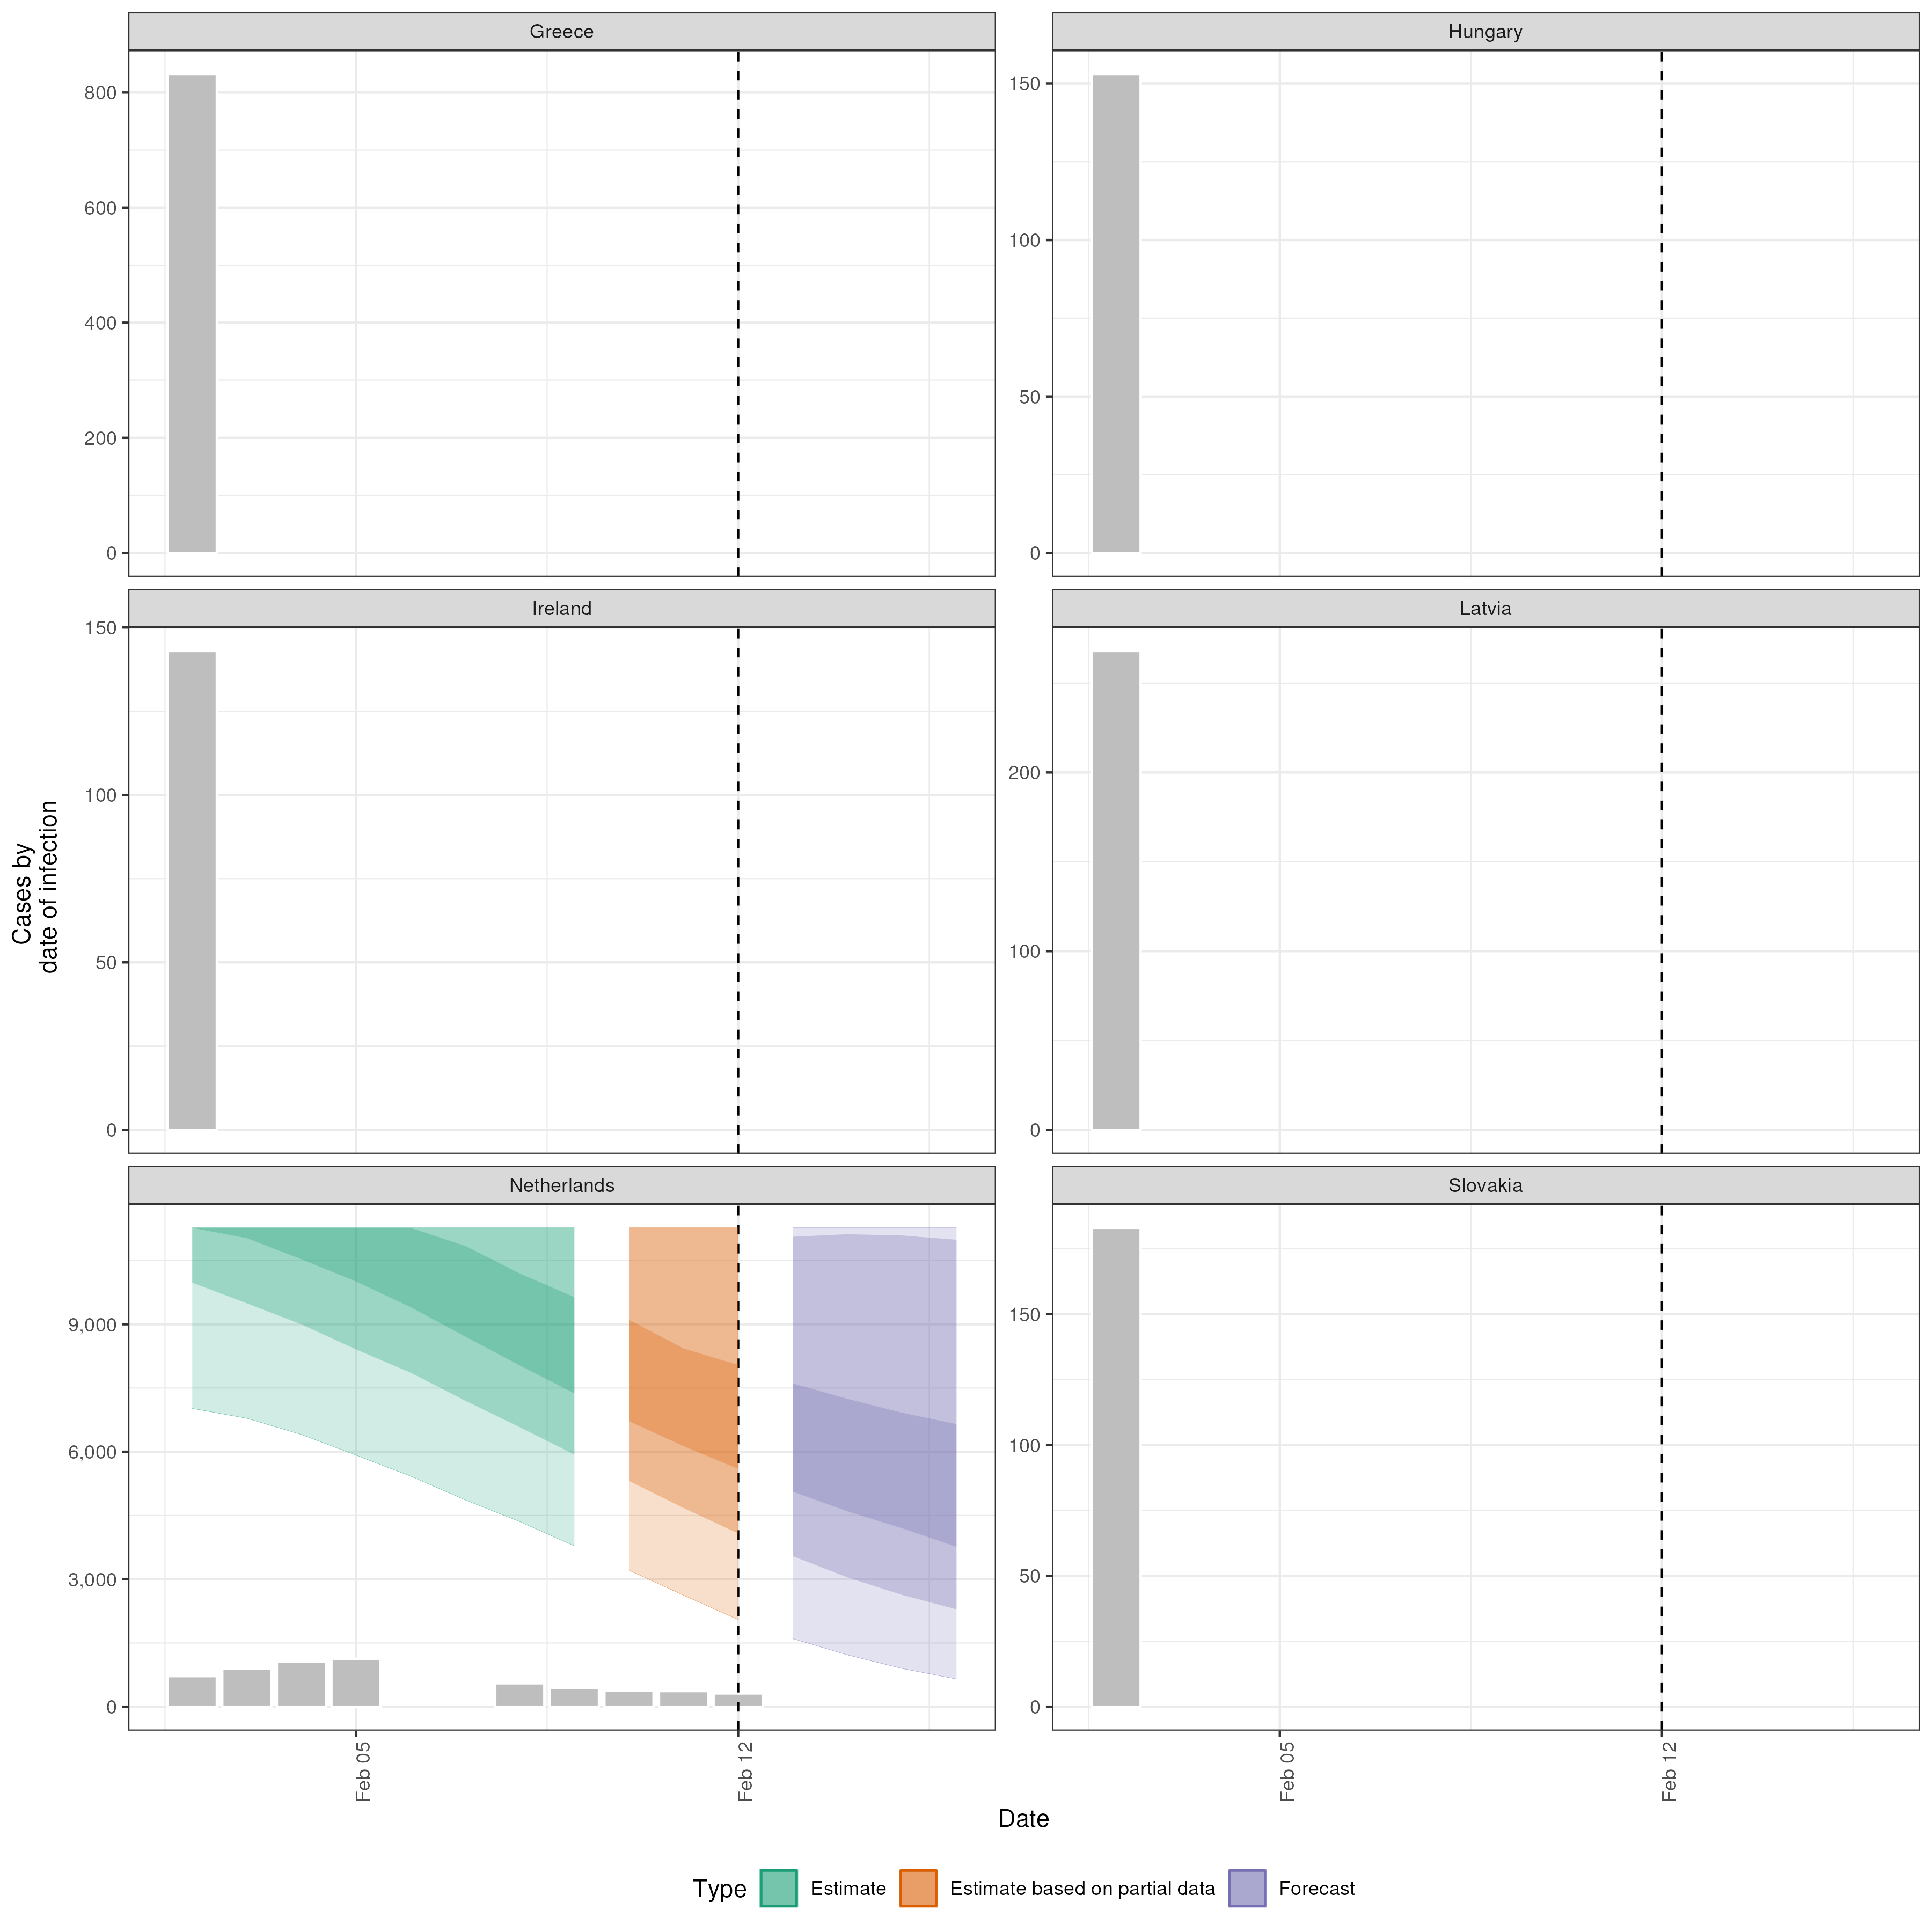 Greece
Hungary
800
600
400
200
0
150
100
50
0
Ireland
Latvia
150
100
50
0
200
100
0
Cases by
date of infection
Netherlands
Slovakia
9,000
6,000
3,000
0
150
100
50
0
Feb 05
Feb 12
Feb 05
Feb 12
Date
Type
Estimate
Estimate based on partial data
Forecast